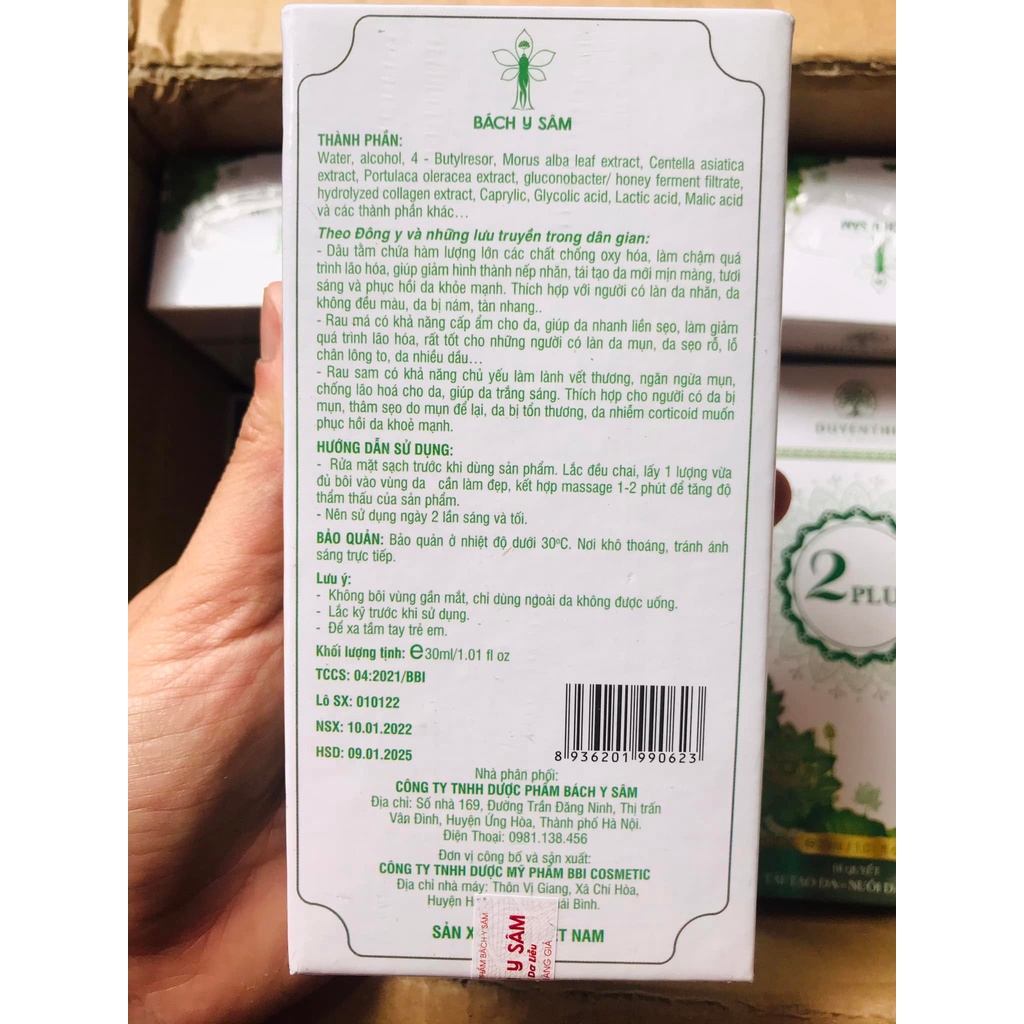 BÁCH Y SÂM
THÀNH PHẦN:
Water, alcohol, 4 - Butylresor, Morus alba leaf extract, Centella asiatica
extract, Portulaca oleracea extract, gluconobacter/ honey ferment filtrate,
hydrolyzed collagen extract, Caprylic, Glycolic acid, Lactic acid, Malic acid
và các thành phần khác...
Theo Đông y và những lưu truyền trong dân gian:
- Dâu tằm chứa hàm lượng lớn các chất chống oxy hóa, làm chậm quá
trình lão hóa, giúp giảm hình thành nếp nhăn, tái tạo da mới mịn màng, tươi
sáng và phục hồi da khỏe mạnh. Thích hợp với người có làn da nhăn, da
không đều màu, da bị nám, tàn nhang..
- Rau má có khả năng cấp ẩm cho da, giúp da nhanh liền sẹo, làm giảm
quá trình lão hóa, rất tốt cho những người có làn da mụn, da sẹo rỗ, lỗ
chân lông to, da nhiều dầu...
- Rau sam có khả năng chủ yếu làm lành vết thương, ngăn ngừa mụn,
chống lão hoá cho da, giúp da trắng sáng. Thích hợp cho người có da bị
mụn, thâm sẹo do mụn để lại, da bị tổn thương, da nhiễm corticoid muốn
phục hồi da khoẻ mạnh.
HƯỚNG DẪN SỬ DỤNG:
- Rửa mặt sạch trước khi dùng sản phẩm. Lắc đều chai, lấy 1 lượng vừa
đủ bôi vào vùng da cần làm đẹp, kết hợp massage 1-2 phút để tăng độ
thẩm thấu của sản phẩm.
- Nên sử dụng ngày 2 lần sáng và tối.
BẢO QUẢN: Bảo quản ở nhiệt độ dưới 30ºC. Nơi khô thoáng, tránh ánh
sáng trực tiếp.
Lưu ý:
- Không bôi vùng gần mắt, chỉ dùng ngoài da không được uống.
- Lắc kỹ trước khi sử dụng.
- Để xa tầm tay trẻ em.
Khối lượng tịnh: ℮30ml/1.01 fl oz
TCCS: 04:2021/BBI
Lô SX: 010122
NSX: 10.01.2022
HSD: 09.01.2025
8 936201 990623
Nhà phân phối:
CÔNG TY TNHH DƯỢC PHẨM BÁCH Y SÂM
Địa chỉ: Số nhà 169, Đường Trần Đăng Ninh, Thị trấn
Vân Đình, Huyện Ứng Hòa, Thành phố Hà Nội.
Điện Thoại: 0981.138.456
Đơn vị công bố và sản xuất:
CÔNG TY TNHH DƯỢC MỸ PHẨM BBI COSMETIC
Địa chỉ nhà máy: Thôn Vị Giang, Xã Chí Hòa,
Huyện Bình.
SẢN NAM
PHẨM BÁCH Y SÂM
Y SÂM
Da Liễu
HÀNG GIẢ
2 PLU
BÍ QUYẾT